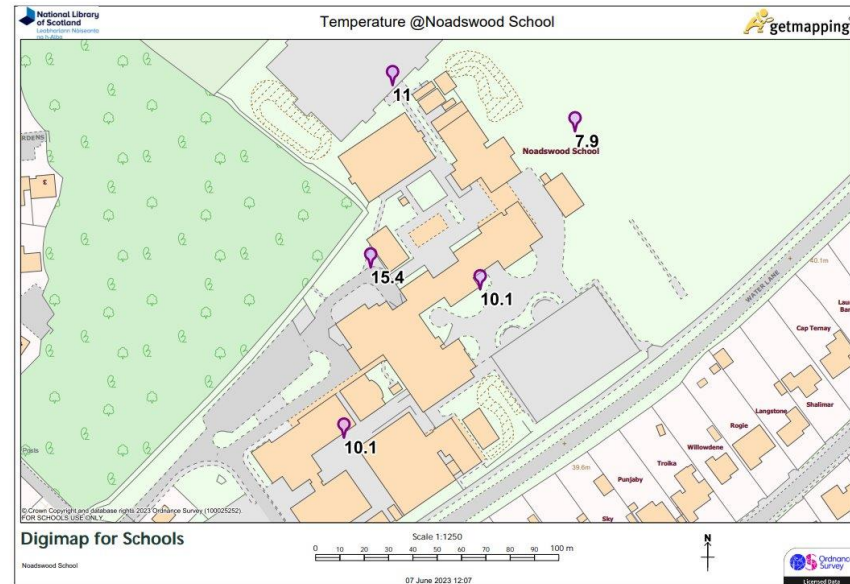 National Library
of Scotland
Leabharlann Nàiseanta
na h-Alba
Temperature @Noadswood School
getmapping
11
7.9
Noadswood School
RDENS
15.4
10.1
WATER LANE
40.1m
Lau
Bar
Cap Ternay
Shalimar
Langstone
Rogie
Willowdene
Troika
Punjaby
Sky
39.6m
10.1
Posts
© Crown Copyright and database rights 2023 Ordnance Survey (100025252).
FOR SCHOOLS USE ONLY.
Digimap for Schools
Noadswood School
Scale 1:1250
0 10 20 30 40 50 60 70 80 90 100 m
07 June 2023 12:07
N
Ordnance
Survey
Licensed Data